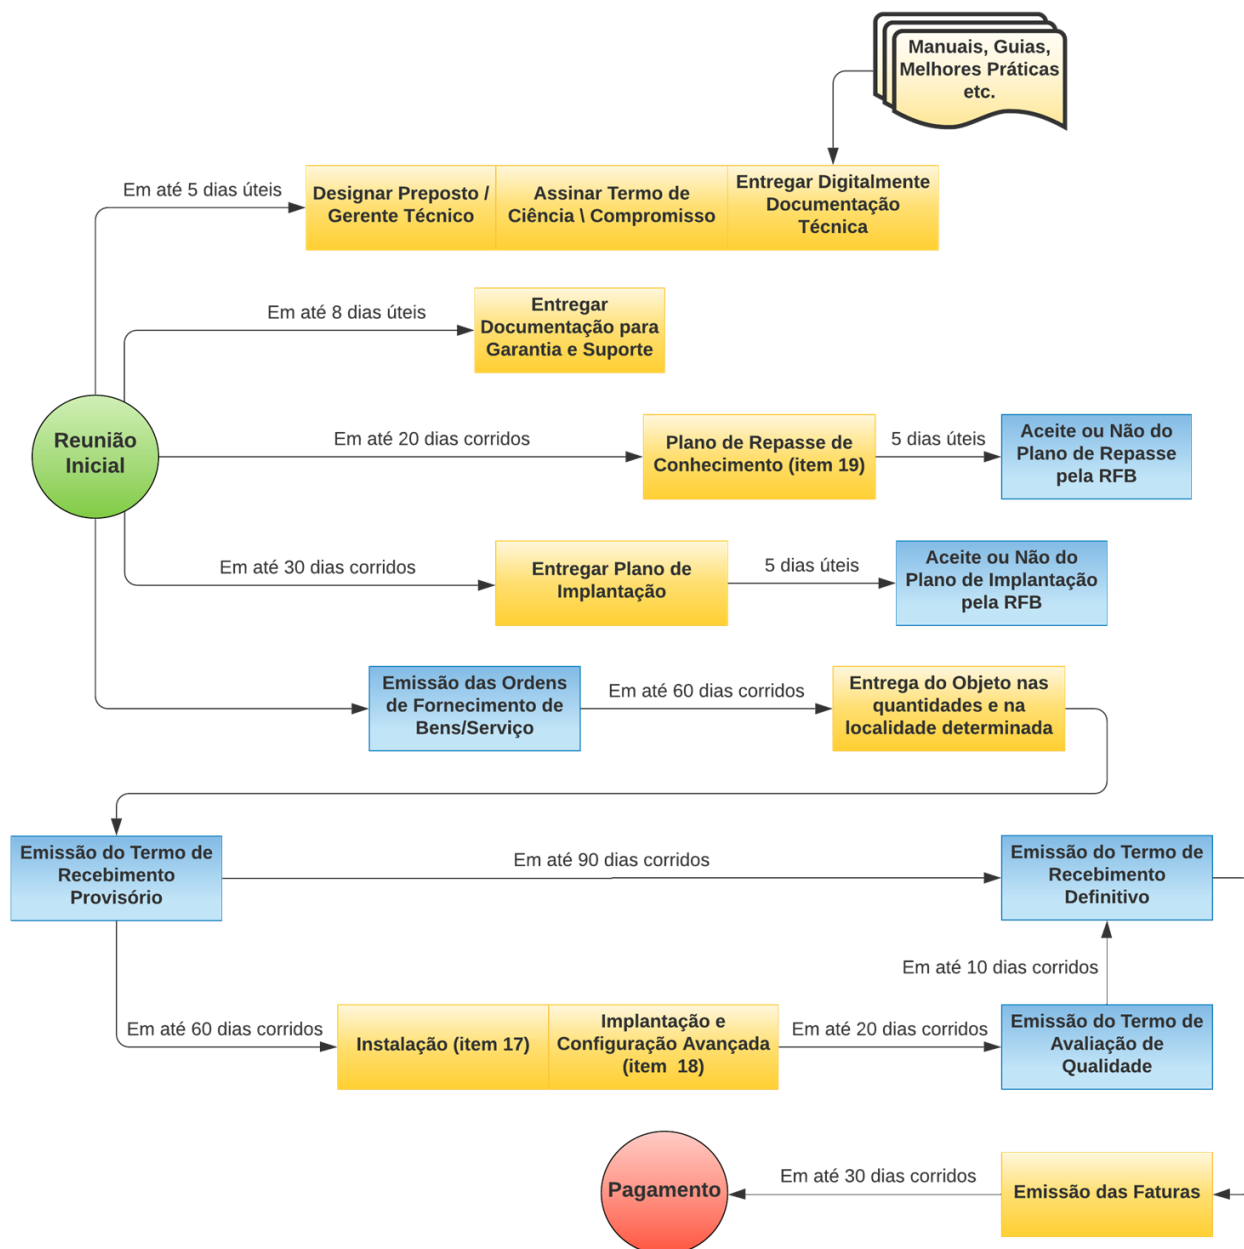 Manuais, Guias,
Melhores Práticas
etc.
Em até 5 dias úteis
Designar Preposto /
Gerente Técnico
Assinar Termo de
Ciência \ Compromisso
Entregar Digitalmente
Documentação
Técnica
Em até 8 dias úteis
Entregar
Documentação para
Garantia e Suporte
Reunião
Inicial
Em até 20 dias corridos
Plano de Repasse de
Conhecimento (item 19)
5 dias úteis
Aceite ou Não do
Plano de Repasse
pela RFB
Em até 30 dias corridos
Entregar Plano de
Implantação
5 dias úteis
Aceite ou Não do
Plano de Implantação
pela RFB
Emissão das Ordens
de Fornecimento de
Bens/Serviço
Em até 60 dias corridos
Entrega do Objeto nas
quantidades e na
localidade determinada
Emissão do Termo de
Recebimento
Provisório
Em até 90 dias corridos
Emissão do Termo de
Recebimento
Definitivo
Em até 10 dias corridos
Em até 60 dias corridos
Instalação (item 17)
Implantação e
Configuração Avançada
(item  18)
Em até 20 dias corridos
Emissão do Termo de
Avaliação de
Qualidade
Pagamento
Em até 30 dias corridos
Emissão das Faturas